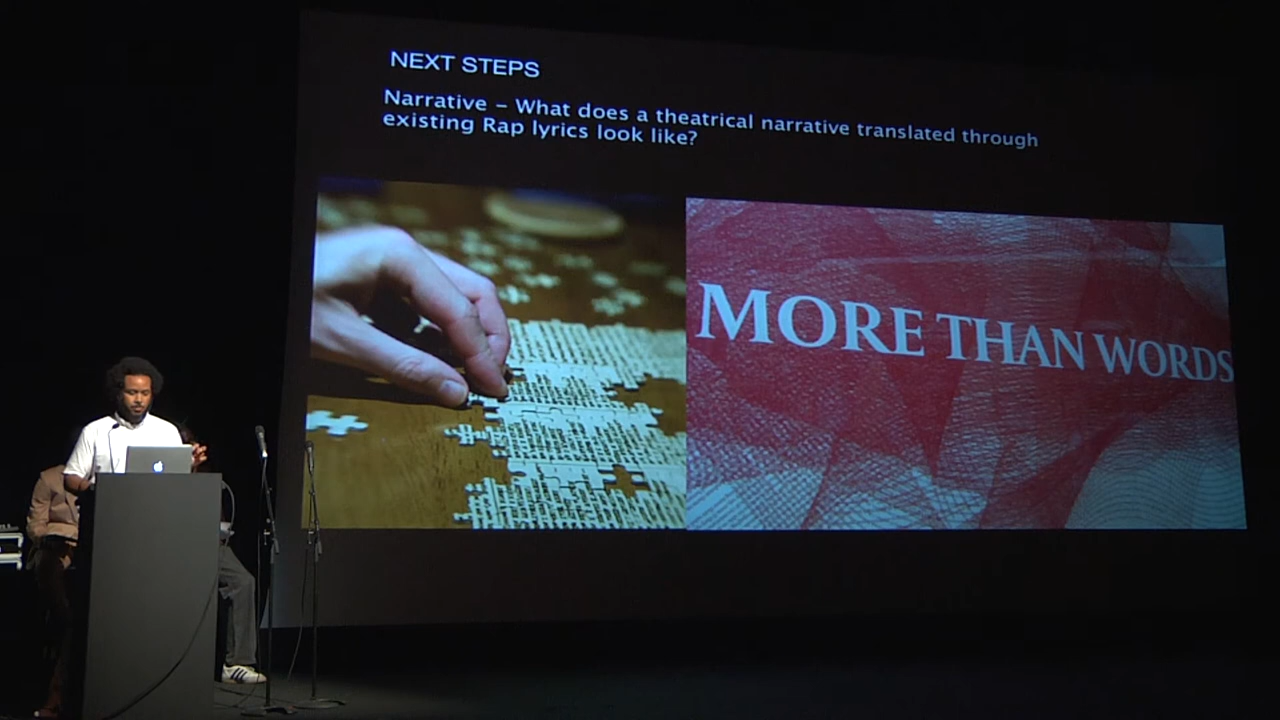 NEXT STEPS
Narrative – What does a theatrical narrative translated through
existing Rap lyrics look like?
MORE THAN WORDS